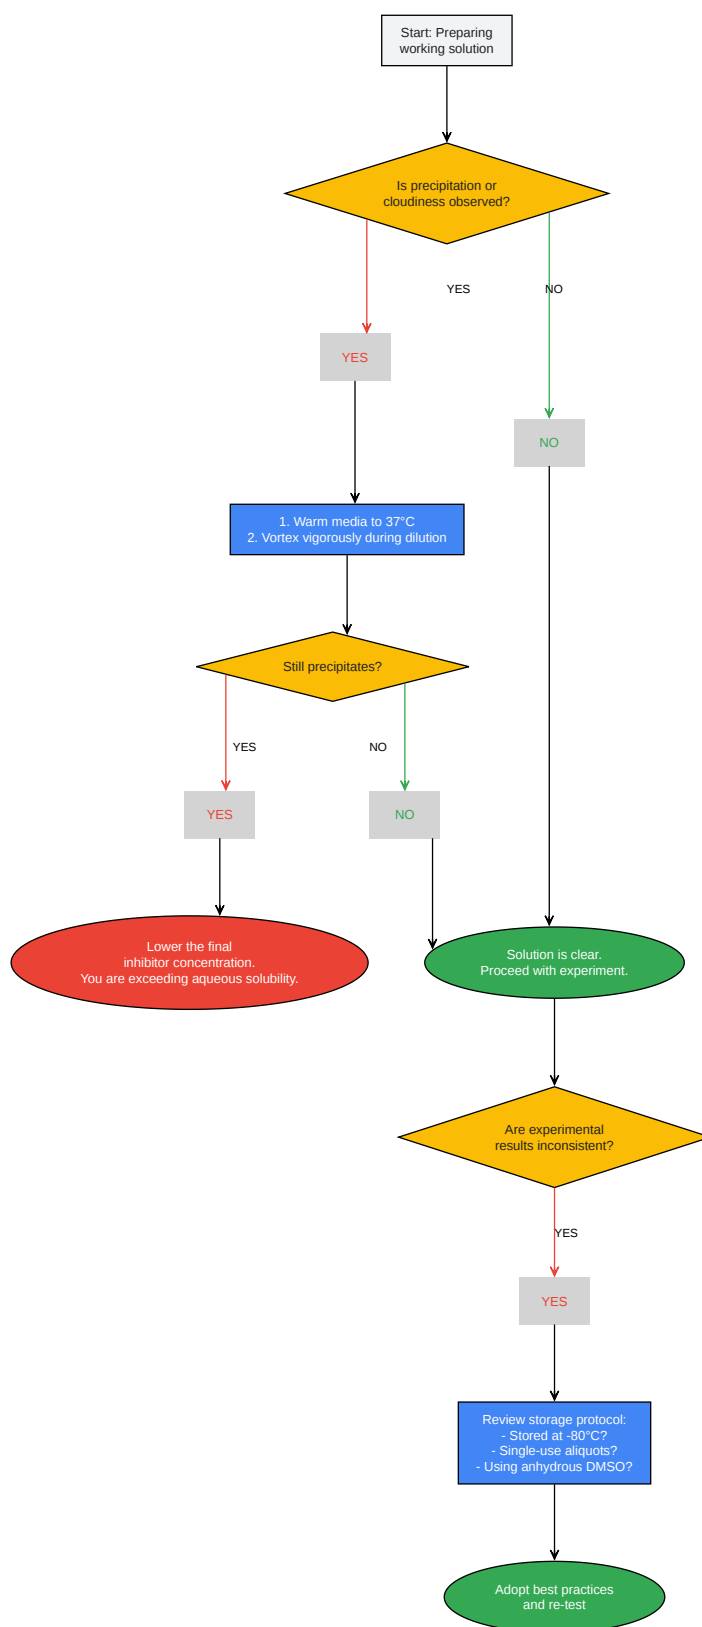 Start: Preparing
working solution
Is precipitation or
cloudiness observed?
YES
NO
YES
NO
1. Warm media to 37°C
2. Vortex vigorously during dilution
Still precipitates?
YES
NO
YES
NO
Lower the final
inhibitor concentration.
You are exceeding aqueous solubility.
Solution is clear.
Proceed with experiment.
Are experimental
results inconsistent?
YES
YES
Review storage protocol:
- Stored at -80°C?
- Single-use aliquots?
- Using anhydrous DMSO?
Adopt best practices
and re-test